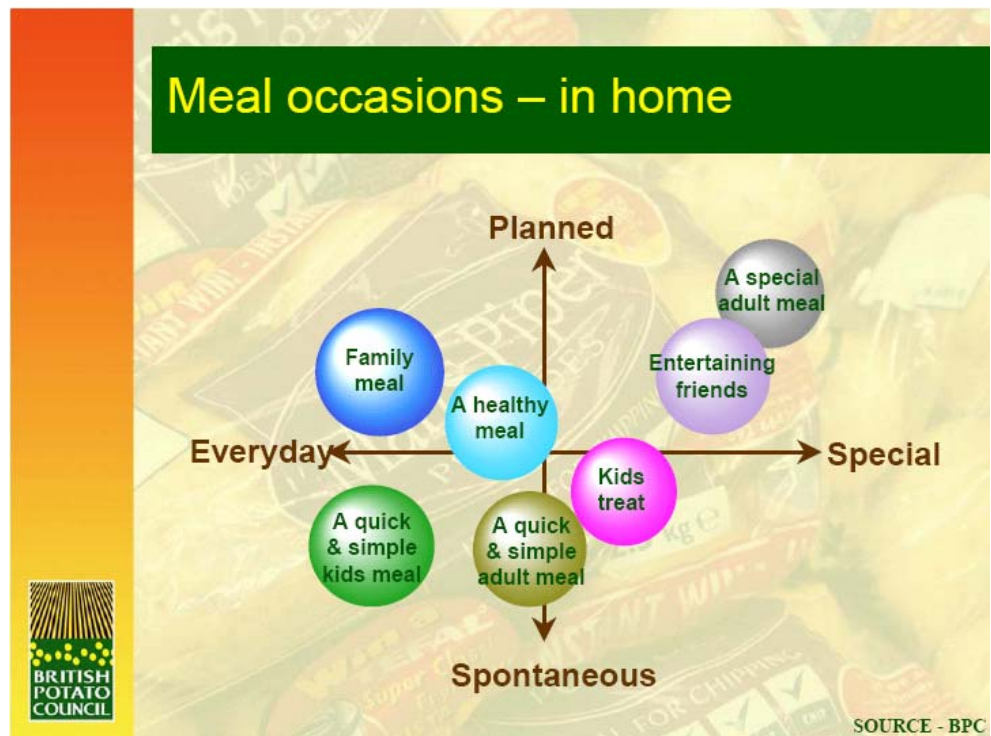 Meal occasions – in home
Planned
A special
adult meal
Family
meal
Entertaining
friends
A healthy
meal
Everyday
Special
Kids
treat
A quick
& simple
kids meal
A quick
& simple
adult meal
Spontaneous
BRITISH
POTATO
COUNCIL
SOURCE - BPC